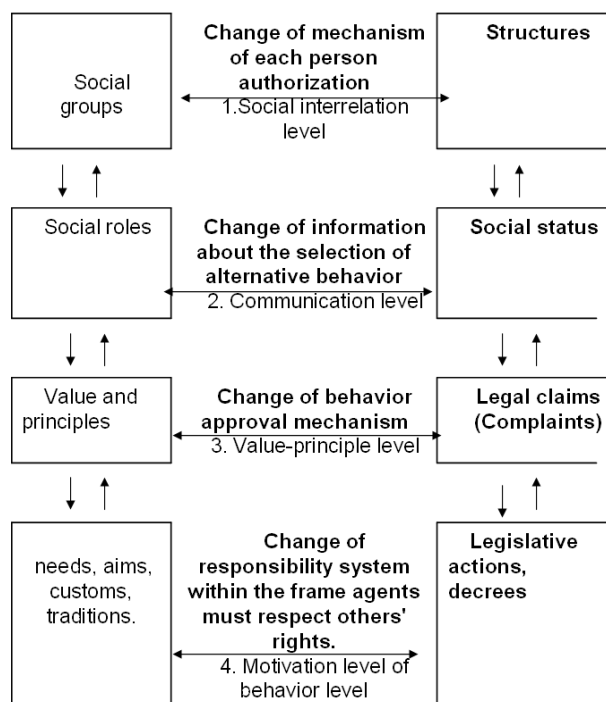 Social
groups
Change of mechanism
of each person
authorization
1.Social interrelation
level
Structures
Social roles
Change of information
about the selection of
alternative behavior
2. Communication level
Social status
Value and
principles
Change of behavior
approval mechanism
3. Value-principle level
Legal claims
(Complaints)
needs, aims,
customs,
traditions.
Change of
responsibility system
within the frame agents
must respect others'
rights.
4. Motivation level of
behavior level
Legislative
actions,
decrees